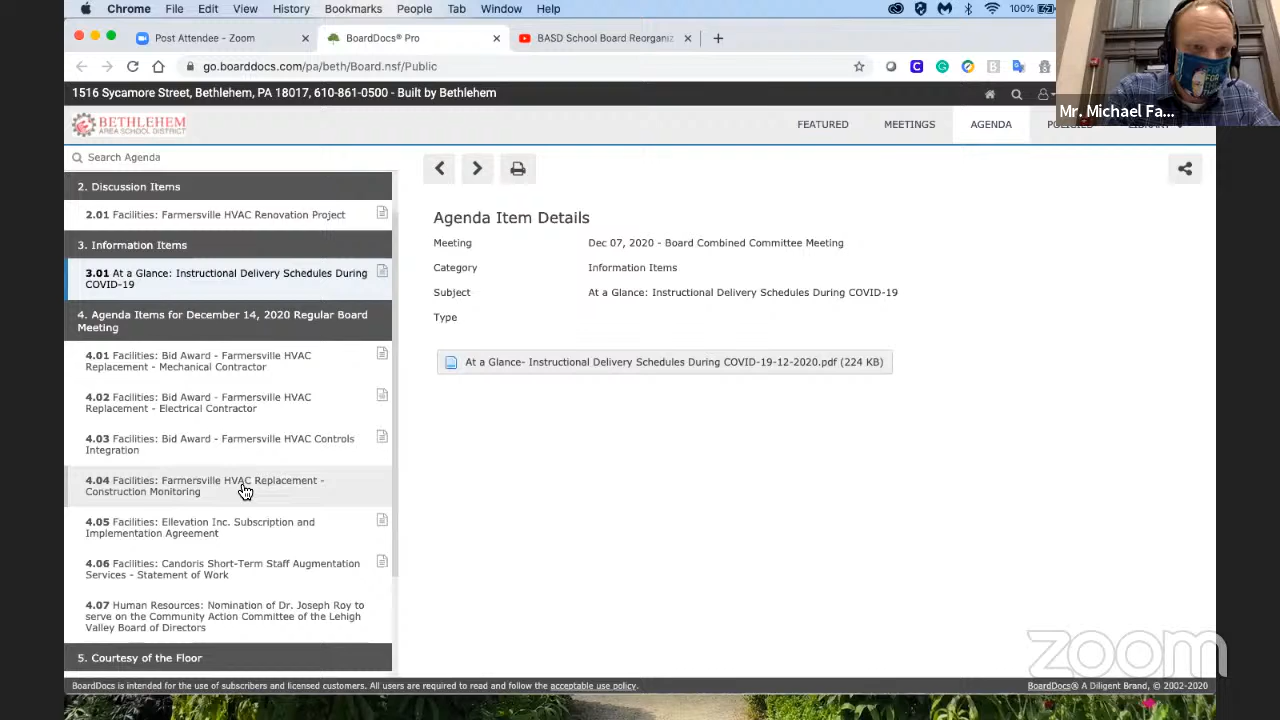 Chrome File Edit View History Bookmarks People Tab Window Help 100%
Post Attendee - Zoom
BoardDocs® Pro
BASD School Board Reorganiz
go.boarddocs.com/pa/beth/Board.nsf/Public
1516 Sycamore Street, Bethlehem, PA 18017, 610-861-0500 - Built by Bethlehem
Mr. Michael Fa...
BETHLEHEM
AREA SCHOOL DISTRICT
FEATURED MEETINGS AGENDA
Search Agenda
2. Discussion Items
2.01 Facilities: Farmersville HVAC Renovation Project
3. Information Items
3.01 At a Glance: Instructional Delivery Schedules During
COVID-19
4. Agenda Items for December 14, 2020 Regular Board
Meeting
4.01 Facilities: Bid Award - Farmersville HVAC
Replacement - Mechanical Contractor
4.02 Facilities: Bid Award - Farmersville HVAC
Replacement - Electrical Contractor
4.03 Facilities: Bid Award - Farmersville HVAC Controls
Integration
4.04 Facilities: Farmersville HVAC Replacement -
Construction Monitoring
4.05 Facilities: Ellevation Inc. Subscription and
Implementation Agreement
4.06 Facilities: Candoris Short-Term Staff Augmentation
Services - Statement of Work
4.07 Human Resources: Nomination of Dr. Joseph Roy to
serve on the Community Action Committee of the Lehigh
Valley Board of Directors
5. Courtesy of the Floor
Agenda Item Details
Meeting Dec 07, 2020 - Board Combined Committee Meeting
Category Information Items
Subject At a Glance: Instructional Delivery Schedules During COVID-19
Type
At a Glance- Instructional Delivery Schedules During COVID-19-12-2020.pdf (224 KB)
zoom
BoardDocs is intended for the use of subscribers and licensed customers. All users are required to read and follow the acceptable use policy.
BoardDocs® A Diligent Brand, © 2002-2020